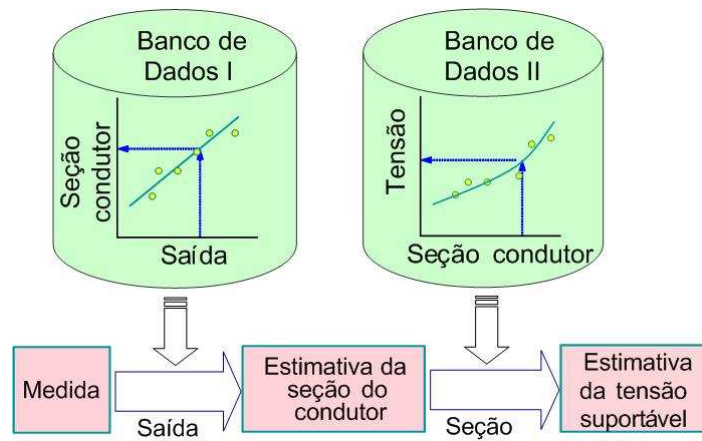 Banco de
Dados I
Seção
condutor
Saída
Banco de
Dados II
Tensão
Seção condutor
Medida
Saída
Estimativa da
seção do
condutor
Seção
Estimativa
da tensão
suportável